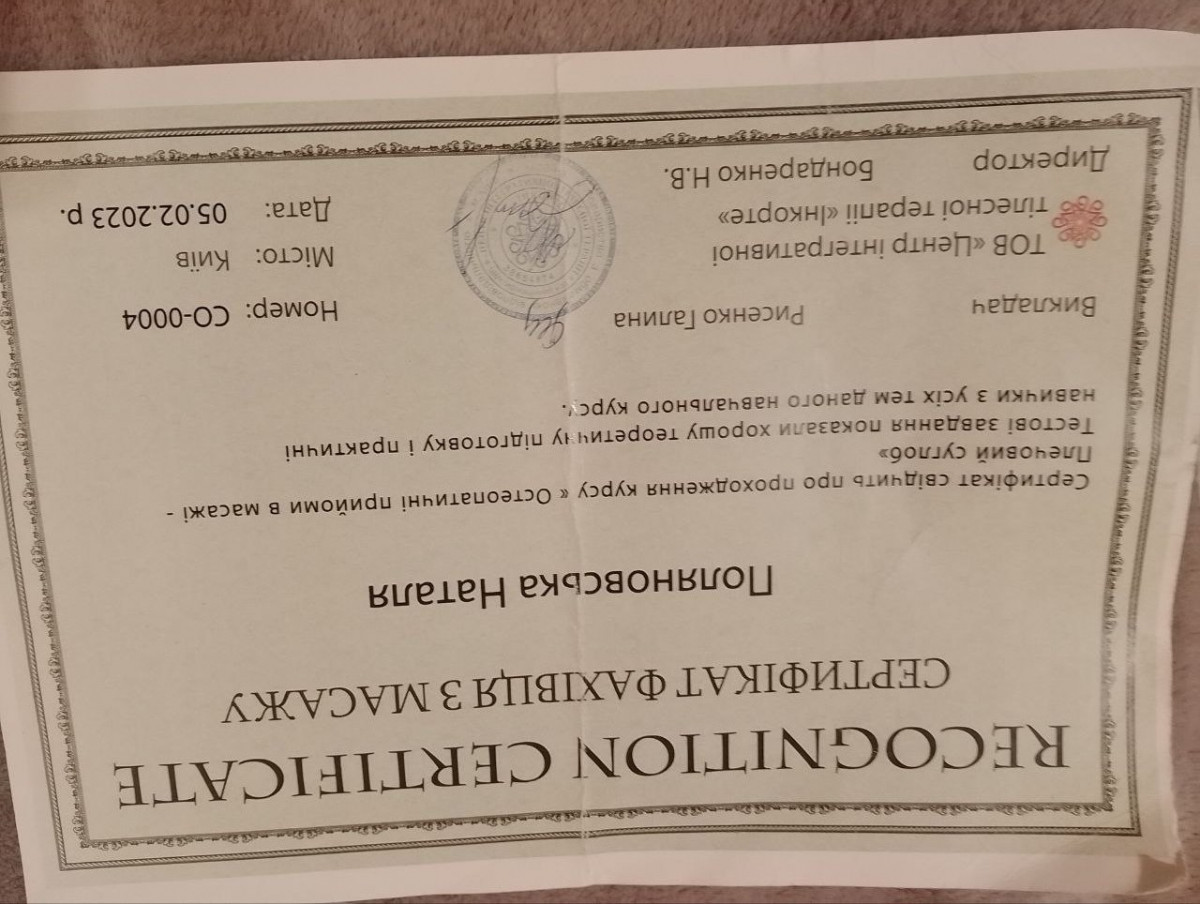 RECOGNITION CERTIFICATE
СЕРТИФІКАТ ФАХІВЦЯ З МАСАЖУ
Поляновська Наталя
Сертифікат свідчить про проходження курсу « Остеопатичні прийоми в масажі -
Плечовий суглоб»
Тестові завдання показали хорошу теоретичну підготовку і практичні
навички з усіх тем даного навчального курсу.
Викладач Рисенко Галина Номер: СО-0004
ТОВ «Центр інтегративної Місто: Київ
тілесної терапії «Інкорте» Дата: 05.02.2023 р.
Директор Бондаренко Н.В.